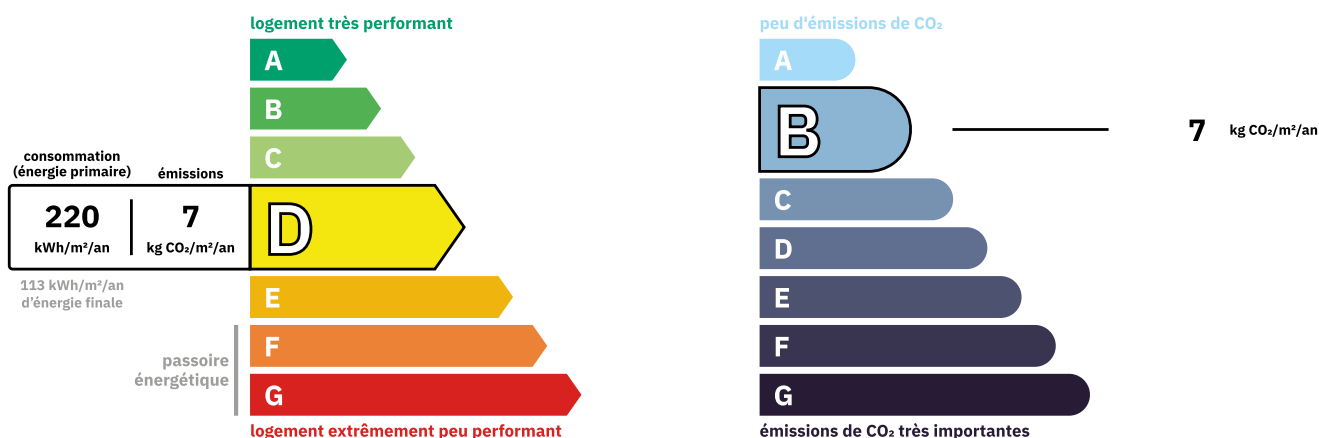 logement très performant
A
B
C
consommation
(énergie primaire)
émissions
220
kWh/m²/an
7
kg CO₂/m²/an
D
113 kWh/m²/an
d'énergie finale
E
passoire
énergétique
F
G
logement extrêmement peu performant
peu d'émissions de CO₂
A
B
7 kg CO₂/m²/an
C
D
E
F
G
émissions de CO₂ très importantes